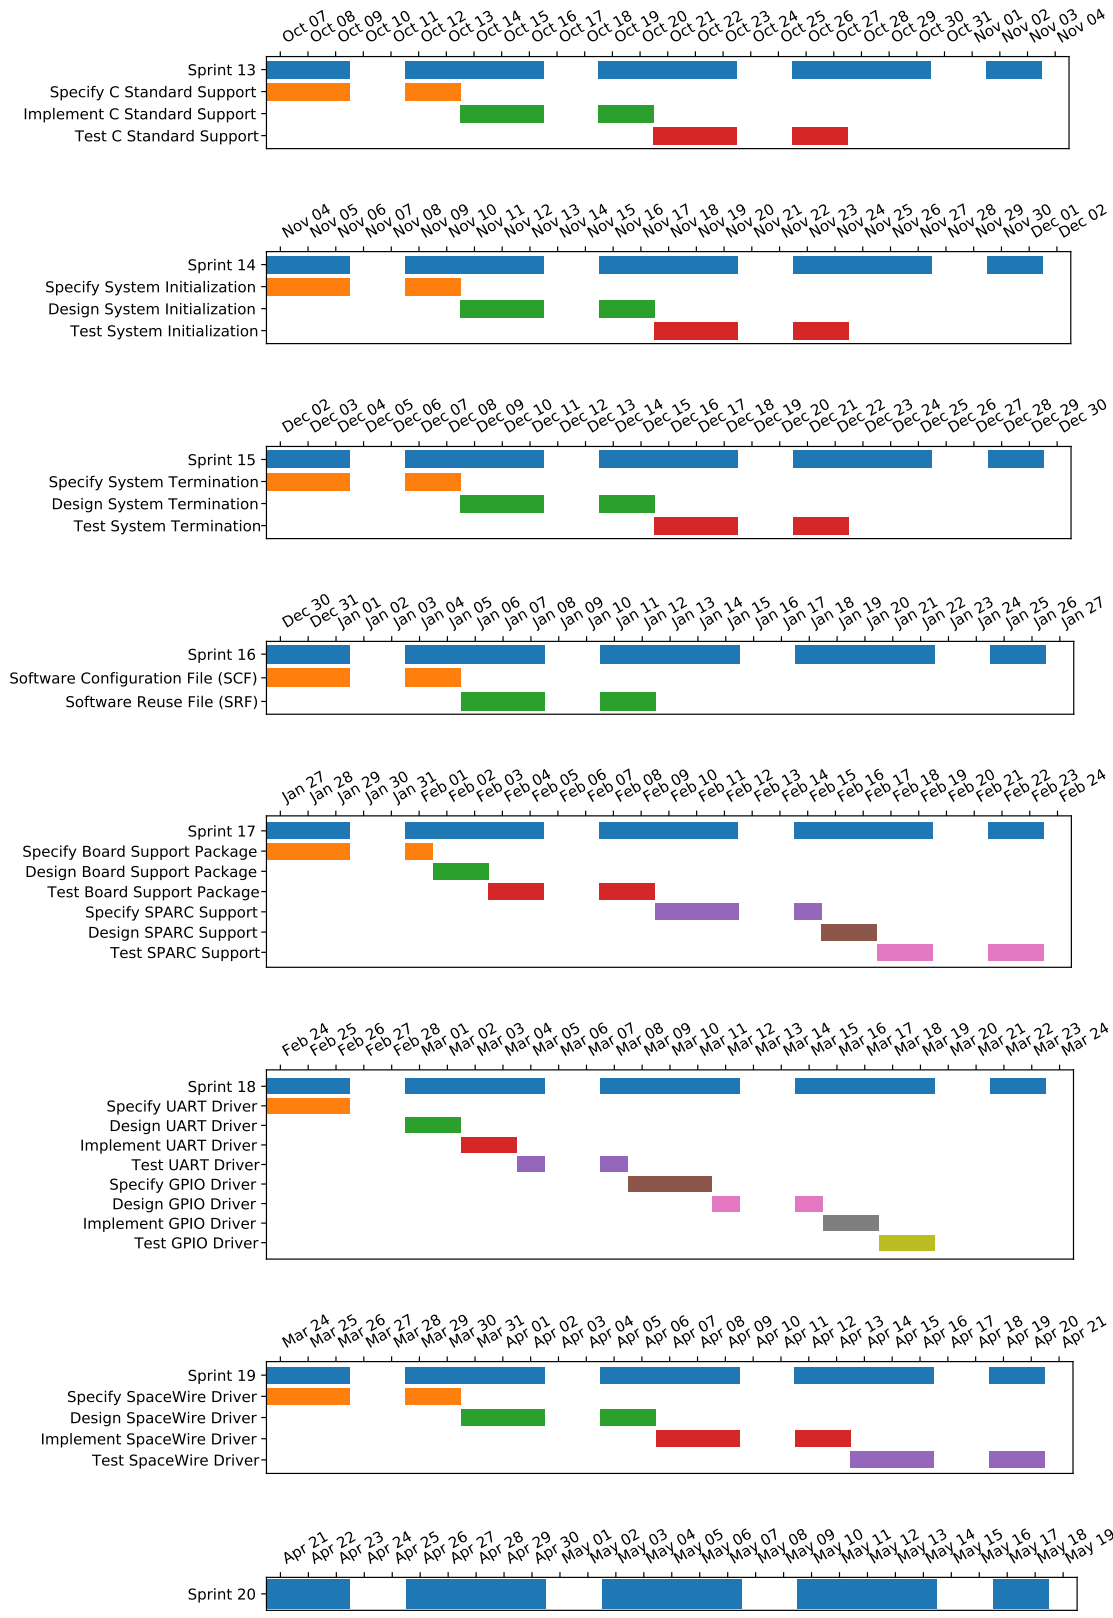 Oct 07 Oct 08 Oct 09 Oct 10 Oct 11 Oct 12 Oct 13 Oct 14 Oct 15 Oct 16 Oct 17 Oct 18 Oct 19 Oct 20 Oct 21 Oct 22 Oct 23 Oct 24 Oct 25 Oct 26 Oct 27 Oct 28 Oct 29 Oct 30 Oct 31 Nov 01 Nov 02 Nov 03 Nov 04
Sprint 13
Specify C Standard Support
Implement C Standard Support
Test C Standard Support
Nov 04 Nov 05 Nov 06 Nov 07 Nov 08 Nov 09 Nov 10 Nov 11 Nov 12 Nov 13 Nov 14 Nov 15 Nov 16 Nov 17 Nov 18 Nov 19 Nov 20 Nov 21 Nov 22 Nov 23 Nov 24 Nov 25 Nov 26 Nov 27 Nov 28 Nov 29 Nov 30 Dec 01 Dec 02
Sprint 14
Specify System Initialization
Design System Initialization
Test System Initialization
Dec 02 Dec 03 Dec 04 Dec 05 Dec 06 Dec 07 Dec 08 Dec 09 Dec 10 Dec 11 Dec 12 Dec 13 Dec 14 Dec 15 Dec 16 Dec 17 Dec 18 Dec 19 Dec 20 Dec 21 Dec 22 Dec 23 Dec 24 Dec 25 Dec 26 Dec 27 Dec 28 Dec 29 Dec 30
Sprint 15
Specify System Termination
Design System Termination
Test System Termination
Dec 30 Dec 31 Jan 01 Jan 02 Jan 03 Jan 04 Jan 05 Jan 06 Jan 07 Jan 08 Jan 09 Jan 10 Jan 11 Jan 12 Jan 13 Jan 14 Jan 15 Jan 16 Jan 17 Jan 18 Jan 19 Jan 20 Jan 21 Jan 22 Jan 23 Jan 24 Jan 25 Jan 26 Jan 27
Sprint 16
Software Configuration File (SCF)
Software Reuse File (SRF)
Jan 27 Jan 28 Jan 29 Jan 30 Jan 31 Feb 01 Feb 02 Feb 03 Feb 04 Feb 05 Feb 06 Feb 07 Feb 08 Feb 09 Feb 10 Feb 11 Feb 12 Feb 13 Feb 14 Feb 15 Feb 16 Feb 17 Feb 18 Feb 19 Feb 20 Feb 21 Feb 22 Feb 23 Feb 24
Sprint 17
Specify Board Support Package
Design Board Support Package
Test Board Support Package
Specify SPARC Support
Design SPARC Support
Test SPARC Support
Feb 24 Feb 25 Feb 26 Feb 27 Feb 28 Mar 01 Mar 02 Mar 03 Mar 04 Mar 05 Mar 06 Mar 07 Mar 08 Mar 09 Mar 10 Mar 11 Mar 12 Mar 13 Mar 14 Mar 15 Mar 16 Mar 17 Mar 18 Mar 19 Mar 20 Mar 21 Mar 22 Mar 23 Mar 24
Sprint 18
Specify UART Driver
Design UART Driver
Implement UART Driver
Test UART Driver
Specify GPIO Driver
Design GPIO Driver
Implement GPIO Driver
Test GPIO Driver
Mar 24 Mar 25 Mar 26 Mar 27 Mar 28 Mar 29 Mar 30 Mar 31 Apr 01 Apr 02 Apr 03 Apr 04 Apr 05 Apr 06 Apr 07 Apr 08 Apr 09 Apr 10 Apr 11 Apr 12 Apr 13 Apr 14 Apr 15 Apr 16 Apr 17 Apr 18 Apr 19 Apr 20 Apr 21
Sprint 19
Specify SpaceWire Driver
Design SpaceWire Driver
Implement SpaceWire Driver
Test SpaceWire Driver
Apr 21 Apr 22 Apr 23 Apr 24 Apr 25 Apr 26 Apr 27 Apr 28 Apr 29 Apr 30 May 01 May 02 May 03 May 04 May 05 May 06 May 07 May 08 May 09 May 10 May 11 May 12 May 13 May 14 May 15 May 16 May 17 May 18 May 19
Sprint 20